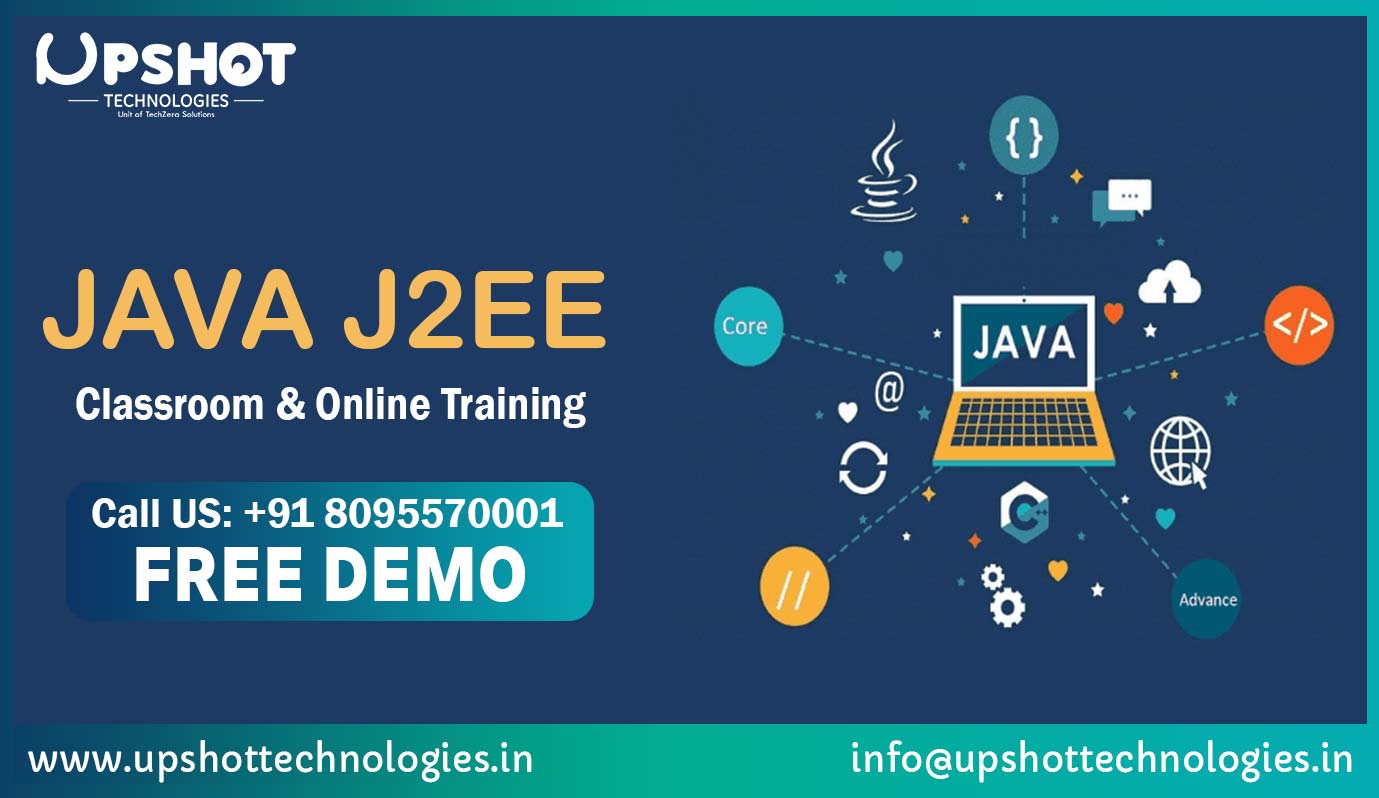 UPSHOT
TECHNOLOGIES
Unit of TechZera Solutions
JAVA J2EE
Classroom & Online Training
Call US: +91 8095570001
FREE DEMO
{ }
Core
JAVA
</>
@
C+
//
Advance
www.upshottechnologies.in
info@upshottechnologies.in